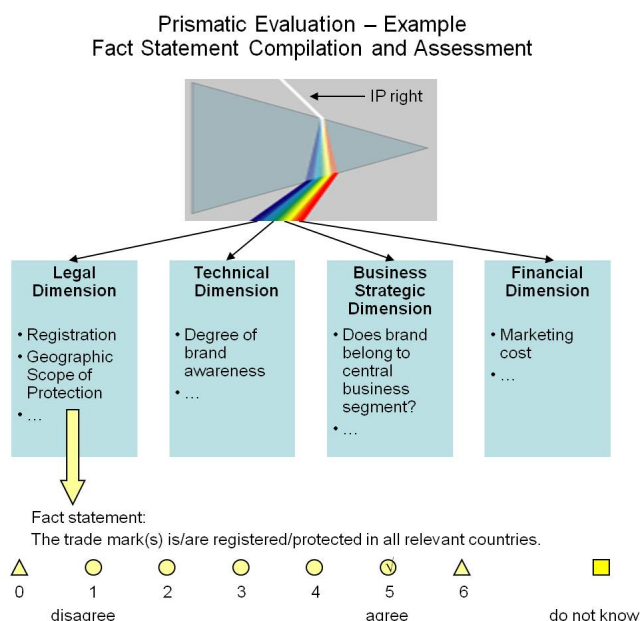 Prismatic Evaluation – Example
Fact Statement Compilation and Assessment
IP right
Legal
Dimension
• Registration
• Geographic
Scope of
Protection
• …
Technical
Dimension
• Degree of
brand
awareness
• …
Business
Strategic
Dimension
• Does brand
belong to
central
business
segment?
• …
Financial
Dimension
• Marketing
cost
• …
Fact statement:
The trade mark(s) is/are registered/protected in all relevant countries.
0 1 2 3 4 5 6
disagree agree do not know